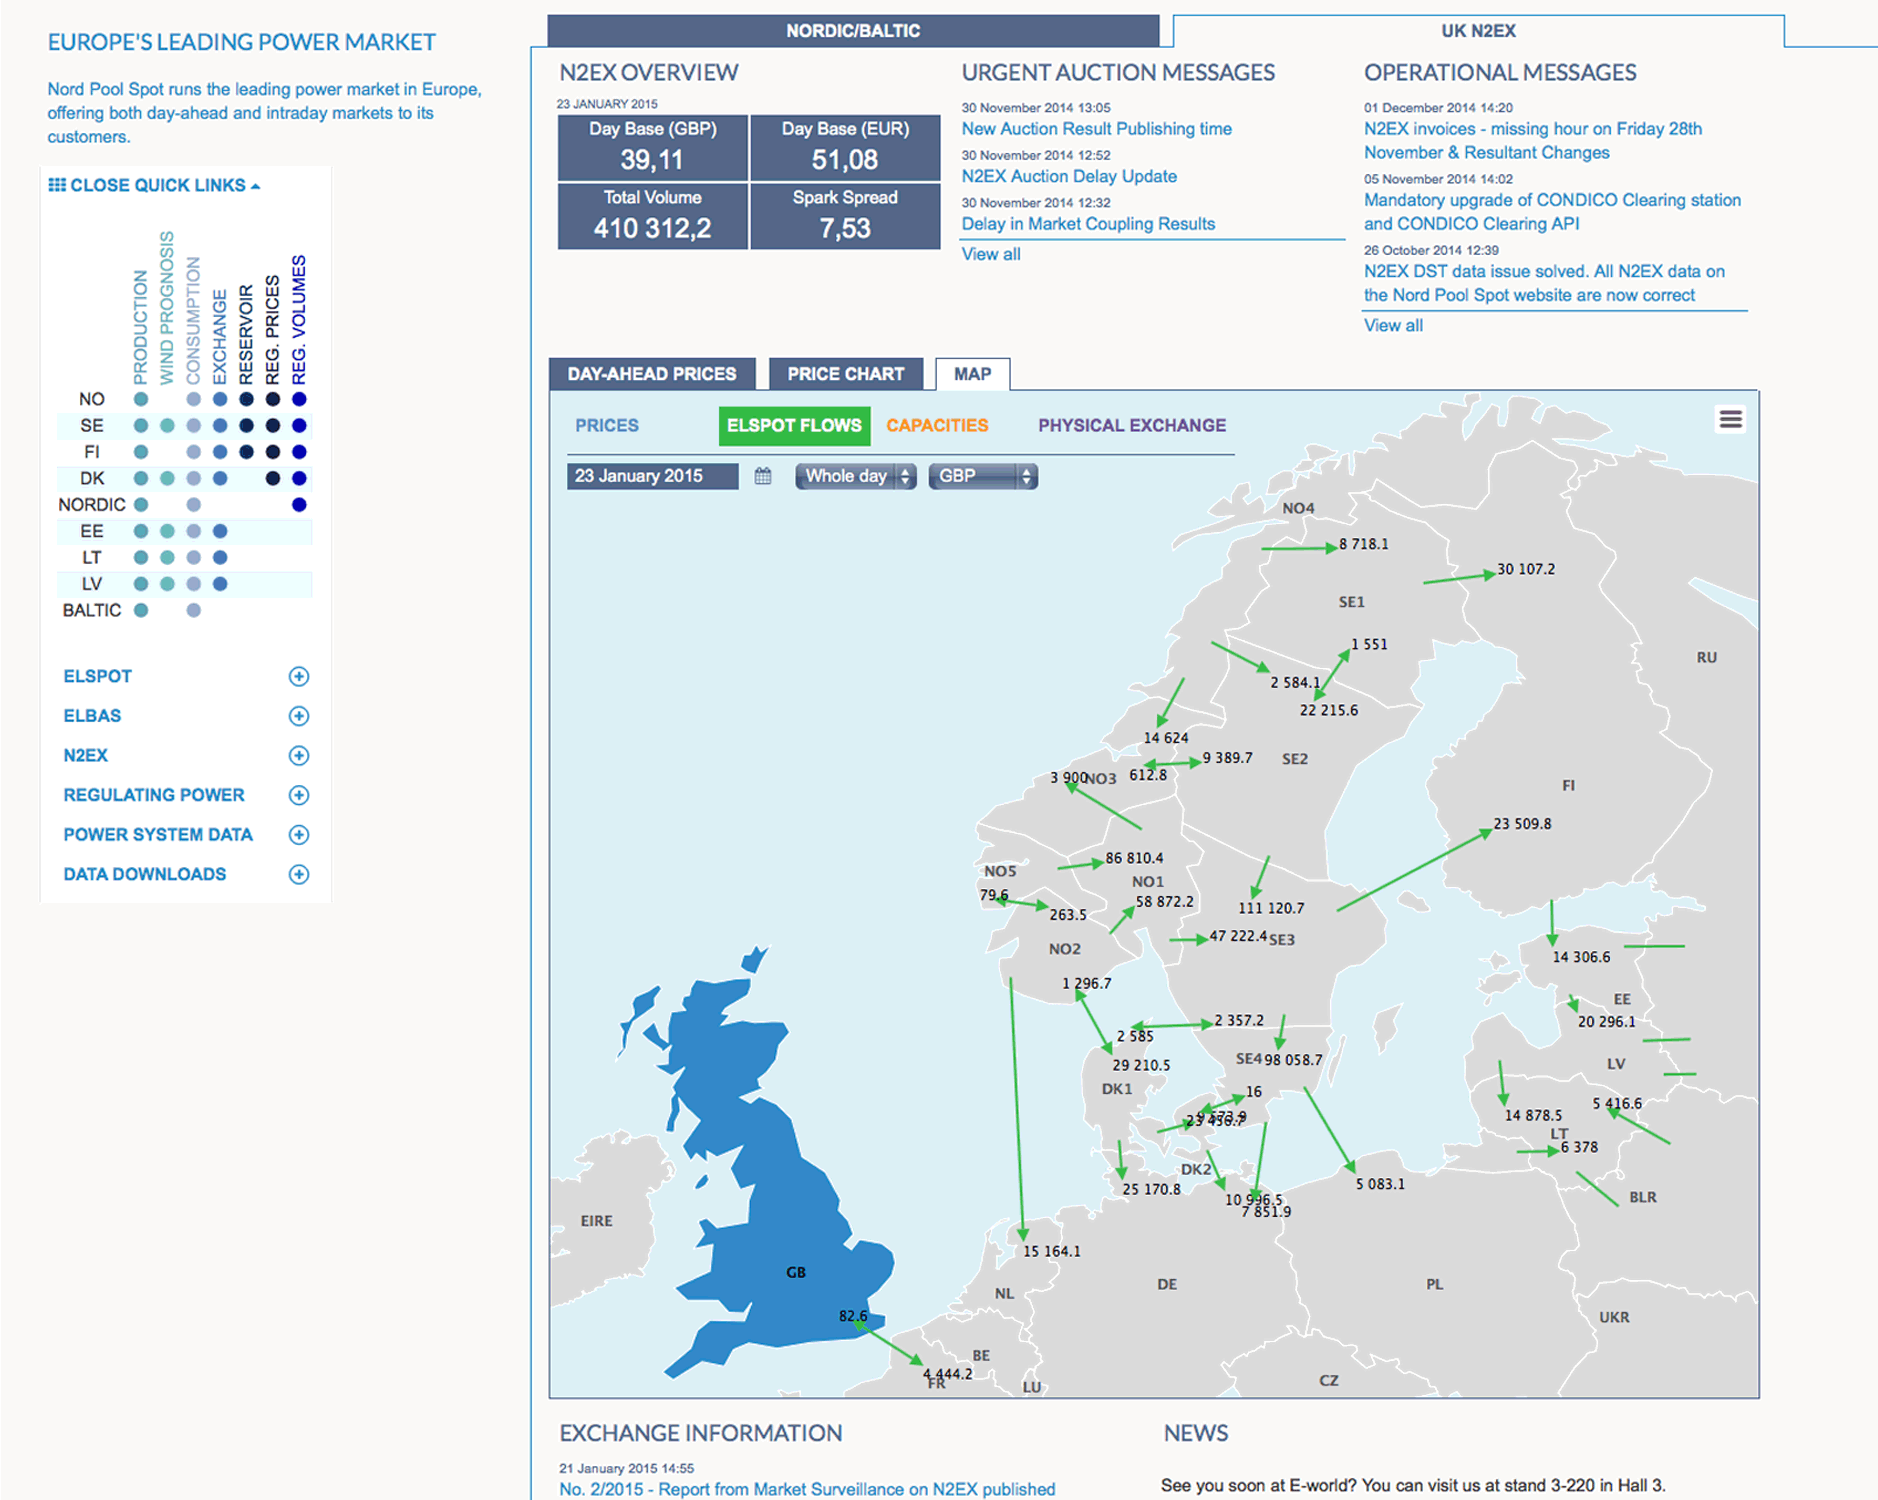 EUROPE'S LEADING POWER MARKET
Nord Pool Spot runs the leading power market in Europe,
offering both day-ahead and intraday markets to its
customers.
CLOSE QUICK LINKS
PRODUCTION
WIND PROGNOSIS
CONSUMPTION
EXCHANGE
RESERVOIR
REG. PRICES
REG. VOLUMES
NO
SE
FI
DK
NORDIC
EE
LT
LV
BALTIC
ELSPOT
ELBAS
N2EX
REGULATING POWER
POWER SYSTEM DATA
DATA DOWNLOADS
NORDIC/BALTIC
UK N2EX
N2EX OVERVIEW
23 JANUARY 2015
Day Base (GBP)
39,11
Day Base (EUR)
51,08
Total Volume
410 312,2
Spark Spread
7,53
URGENT AUCTION MESSAGES
30 November 2014 13:05
New Auction Result Publishing time
30 November 2014 12:52
N2EX Auction Delay Update
30 November 2014 12:32
Delay in Market Coupling Results
View all
OPERATIONAL MESSAGES
01 December 2014 14:20
N2EX invoices - missing hour on Friday 28th
November & Resultant Changes
05 November 2014 14:02
Mandatory upgrade of CONDICO Clearing station
and CONDICO Clearing API
26 October 2014 12:39
N2EX DST data issue solved. All N2EX data on
the Nord Pool Spot website are now correct
View all
DAY-AHEAD PRICES
PRICE CHART
MAP
PRICES
ELSPOT FLOWS
CAPACITIES
PHYSICAL EXCHANGE
23 January 2015
Whole day
GBP
NO4
8 718.1
30 107.2
SE1
1 551
RU
2 584.1
22 215.6
14 624
9 389.7
SE2
3 900
NO3
612.8
FI
23 509.8
86 810.4
NO5
NO1
79.6
58 872.2
263.5
111 120.7
47 222.4
SE3
NO2
14 306.6
1 296.7
EE
2 357.2
20 296.1
2 585
SE4
98 058.7
29 210.5
LV
DK1
16
5 416.6
14 878.5
LT
6 378
DK2
5 083.1
25 170.8
10 996.5
7 851.9
BLR
EIRE
15 164.1
GB
NL
DE
PL
82.6
UKR
BE
4 444.2
FR
LU
CZ
EXCHANGE INFORMATION
21 January 2015 14:55
No. 2/2015 - Report from Market Surveillance on N2EX published
NEWS
See you soon at E-world? You can visit us at stand 3-220 in Hall 3.